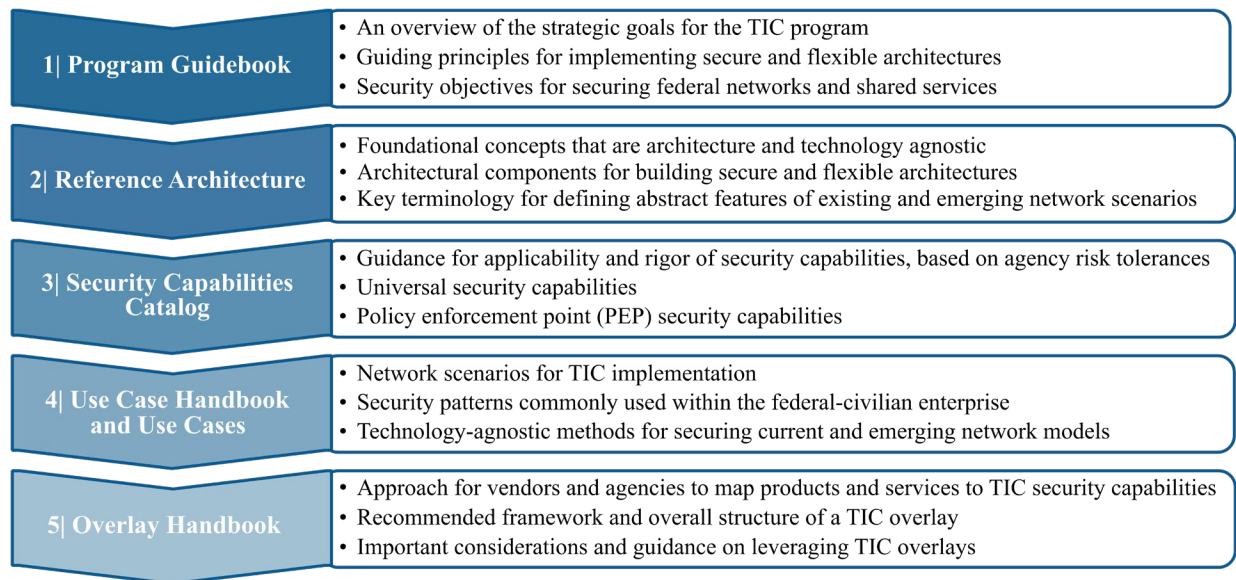 1| Program Guidebook
• An overview of the strategic goals for the TIC program
• Guiding principles for implementing secure and flexible architectures
• Security objectives for securing federal networks and shared services
2| Reference Architecture
• Foundational concepts that are architecture and technology agnostic
• Architectural components for building secure and flexible architectures
• Key terminology for defining abstract features of existing and emerging network scenarios
3| Security Capabilities
Catalog
• Guidance for applicability and rigor of security capabilities, based on agency risk tolerances
• Universal security capabilities
• Policy enforcement point (PEP) security capabilities
4| Use Case Handbook
and Use Cases
• Network scenarios for TIC implementation
• Security patterns commonly used within the federal-civilian enterprise
• Technology-agnostic methods for securing current and emerging network models
5| Overlay Handbook
• Approach for vendors and agencies to map products and services to TIC security capabilities
• Recommended framework and overall structure of a TIC overlay
• Important considerations and guidance on leveraging TIC overlays